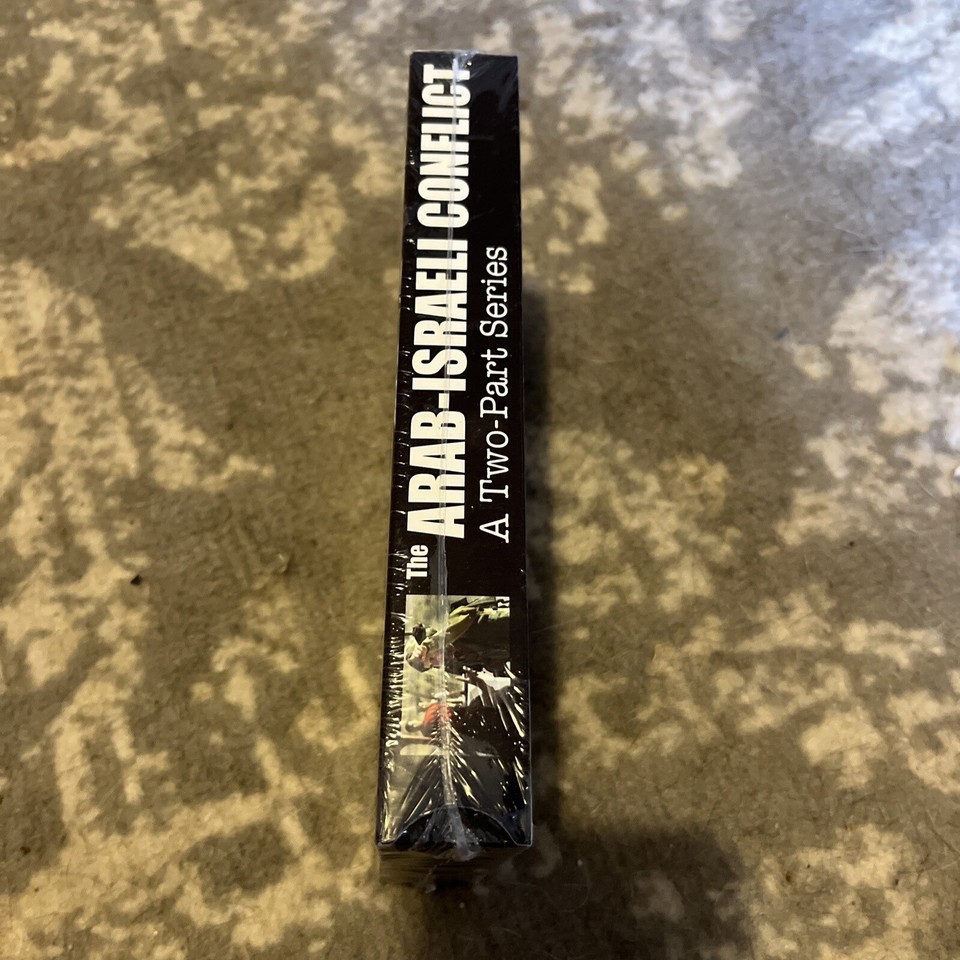 The ARAB-ISRAELI CONFLICT
A Two-Part Series